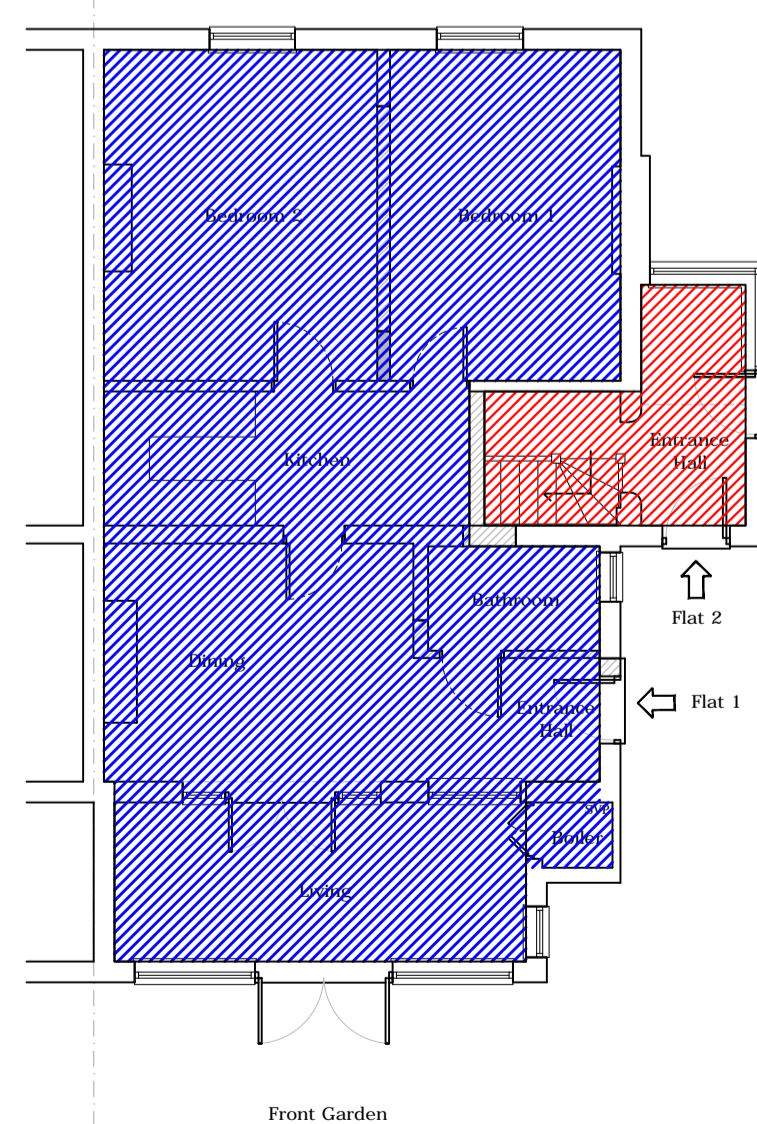 Bedroom 2
Bedroom 1
Entrance
Hall
Kitchen
Bathroom
Flat 2
Dining
Entrance
Hall
Flat 1
SVP
Boiler
Living
Front Garden